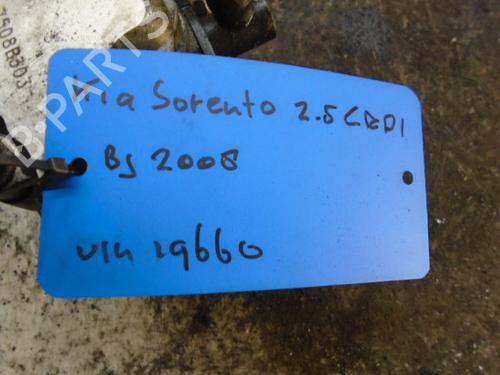 Kia Sorento 2.5 CRDI
BJ 2008
vin 19660
B-PARTS